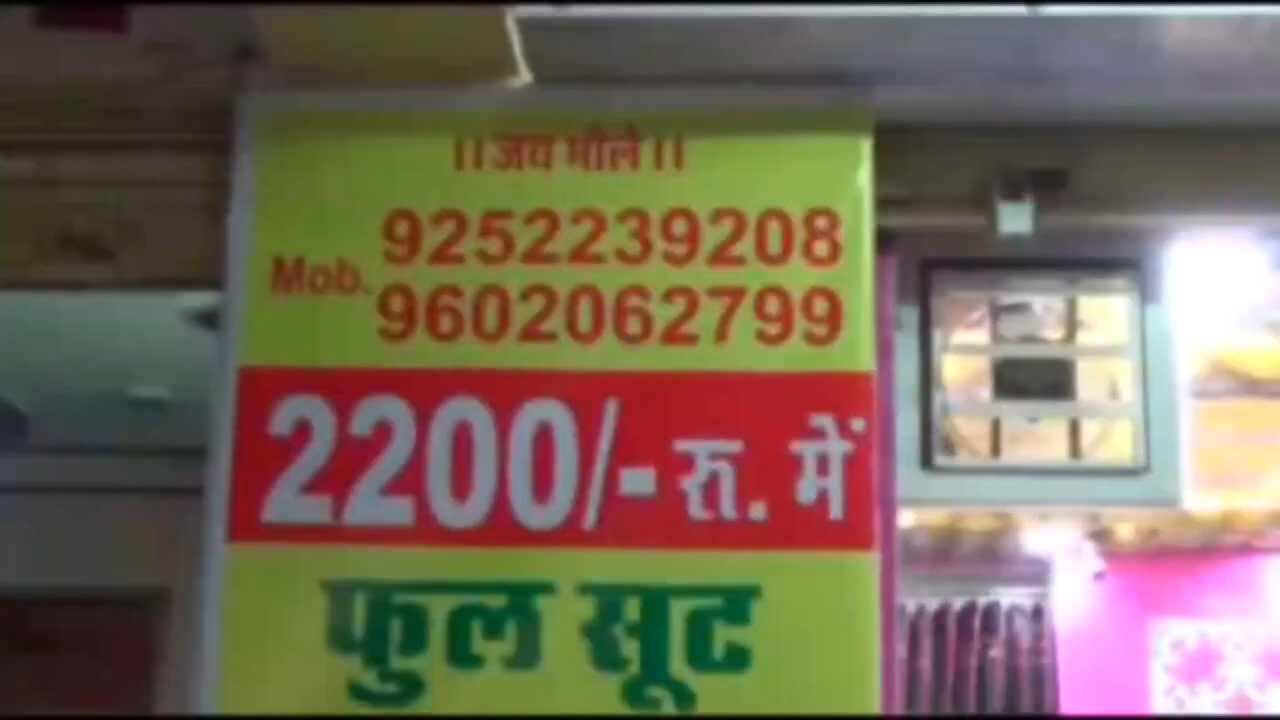 ।। जय भोले ।।
9252239208
Mob.
9602062799
2200/- रु. में
फुल सूट